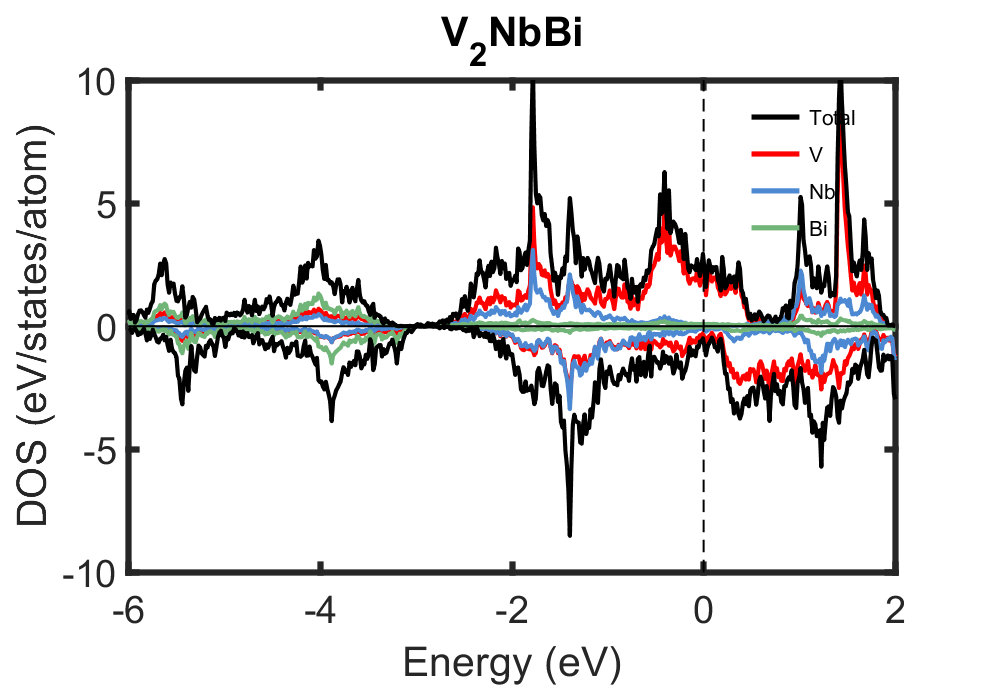 V₂NbBi
DOS (eV/states/atom)
10
5
0
-5
-10
Total
V
Nb
Bi
-6 -4 -2 0 2
Energy (eV)